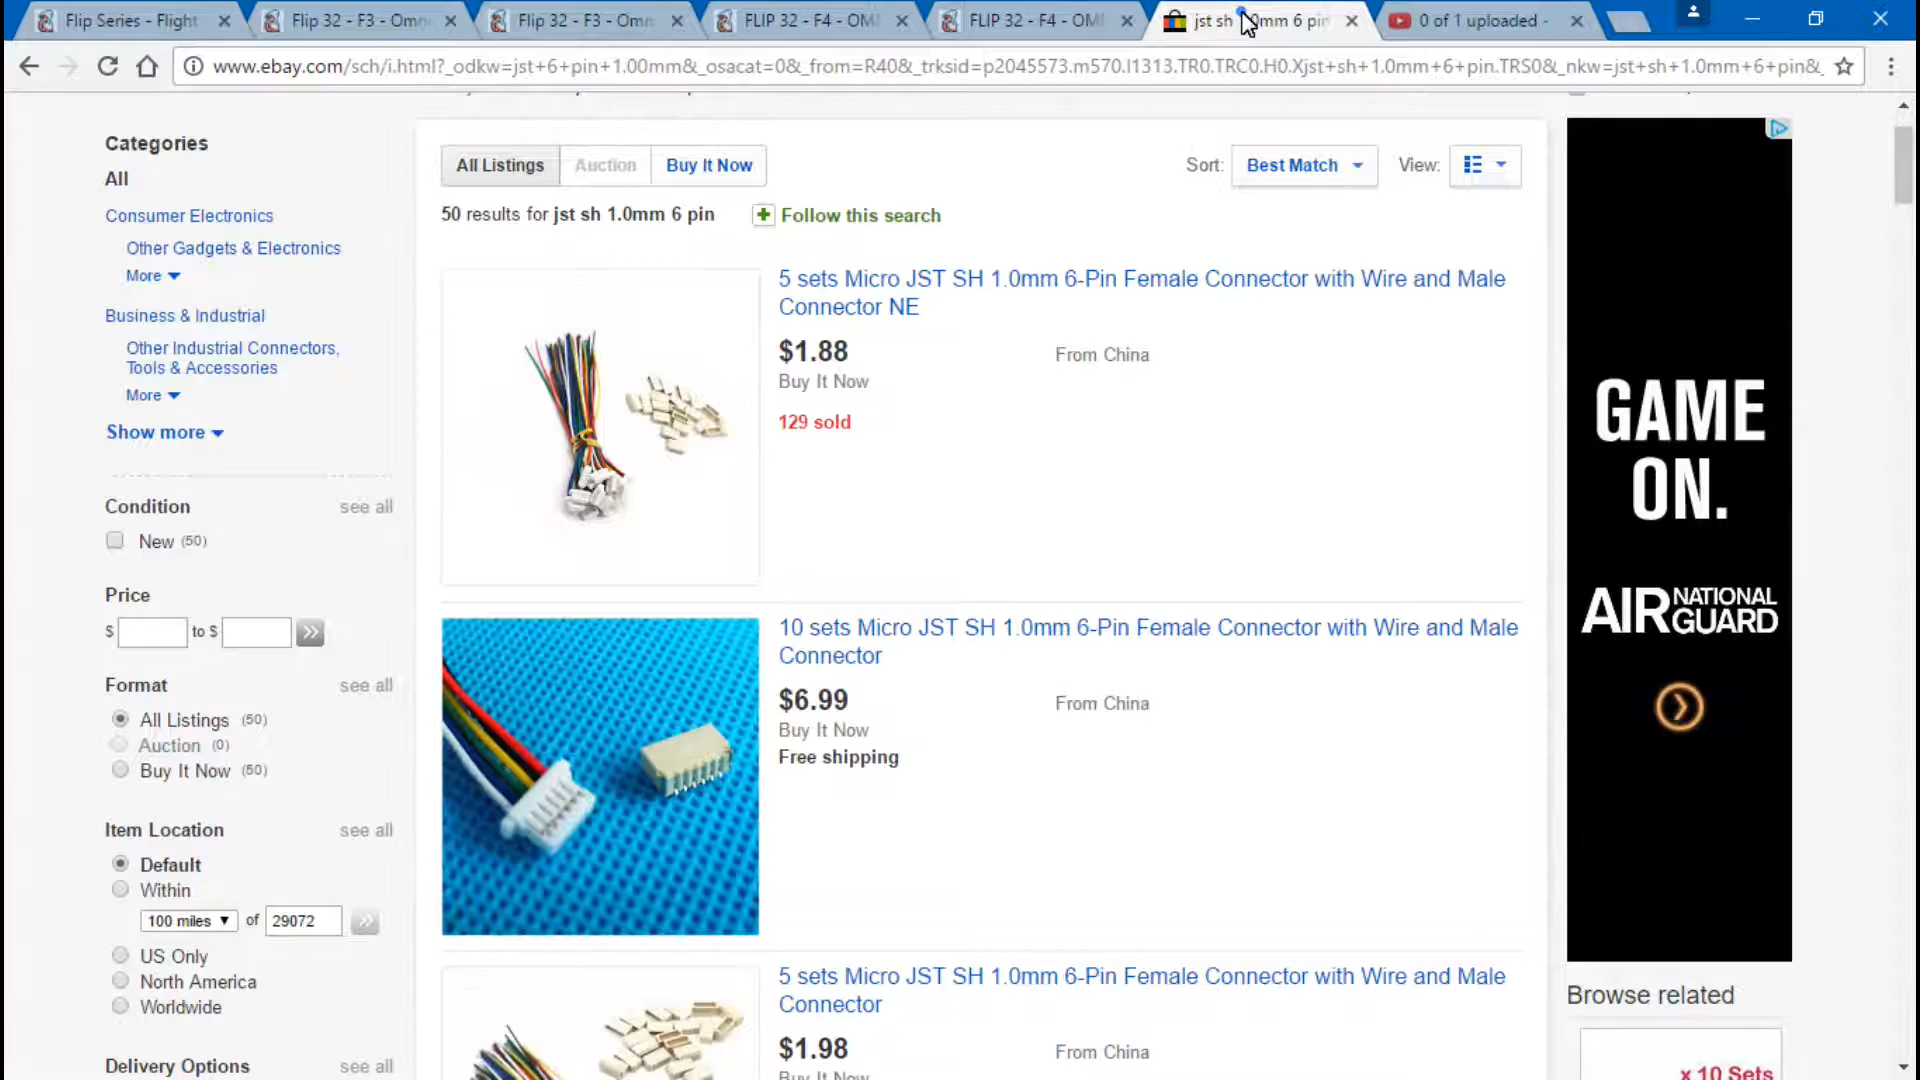 Flip Series - Flight
Flip 32 - F3 - Omn
Flip 32 - F3 - Omn
FLIP 32 - F4 - OM
FLIP 32 - F4 - OM
jst sh 1.0mm 6 pin
0 of 1 uploaded -
www.ebay.com/sch/i.html?_odkw=jst+6+pin+1.00mm&_osacat=0&_from=R40&_trksid=p2045573.m570.l1313.TR0.TRC0.H0.Xjst+sh+1.0mm+6+pin.TRS0&_nkw=jst+sh+1.0mm+6+pin&_
Categories
All
Consumer Electronics
Other Gadgets & Electronics
More
Business & Industrial
Other Industrial Connectors,
Tools & Accessories
More
Show more
Condition see all
New (50)
Price
$ to $
Format see all
All Listings (50)
Auction (0)
Buy It Now (50)
Item Location see all
Default
Within
100 miles of 29072
US Only
North America
Worldwide
Delivery Options see all
All Listings Auction Buy It Now
Sort: Best Match View:
50 results for jst sh 1.0mm 6 pin Follow this search
5 sets Micro JST SH 1.0mm 6-Pin Female Connector with Wire and Male
Connector NE
$1.88 From China
Buy It Now
129 sold
10 sets Micro JST SH 1.0mm 6-Pin Female Connector with Wire and Male
Connector
$6.99 From China
Buy It Now
Free shipping
5 sets Micro JST SH 1.0mm 6-Pin Female Connector with Wire and Male
Connector
$1.98 From China
Buy It Now
GAME
ON.
AIR NATIONAL
GUARD
Browse related
x 10 Sets